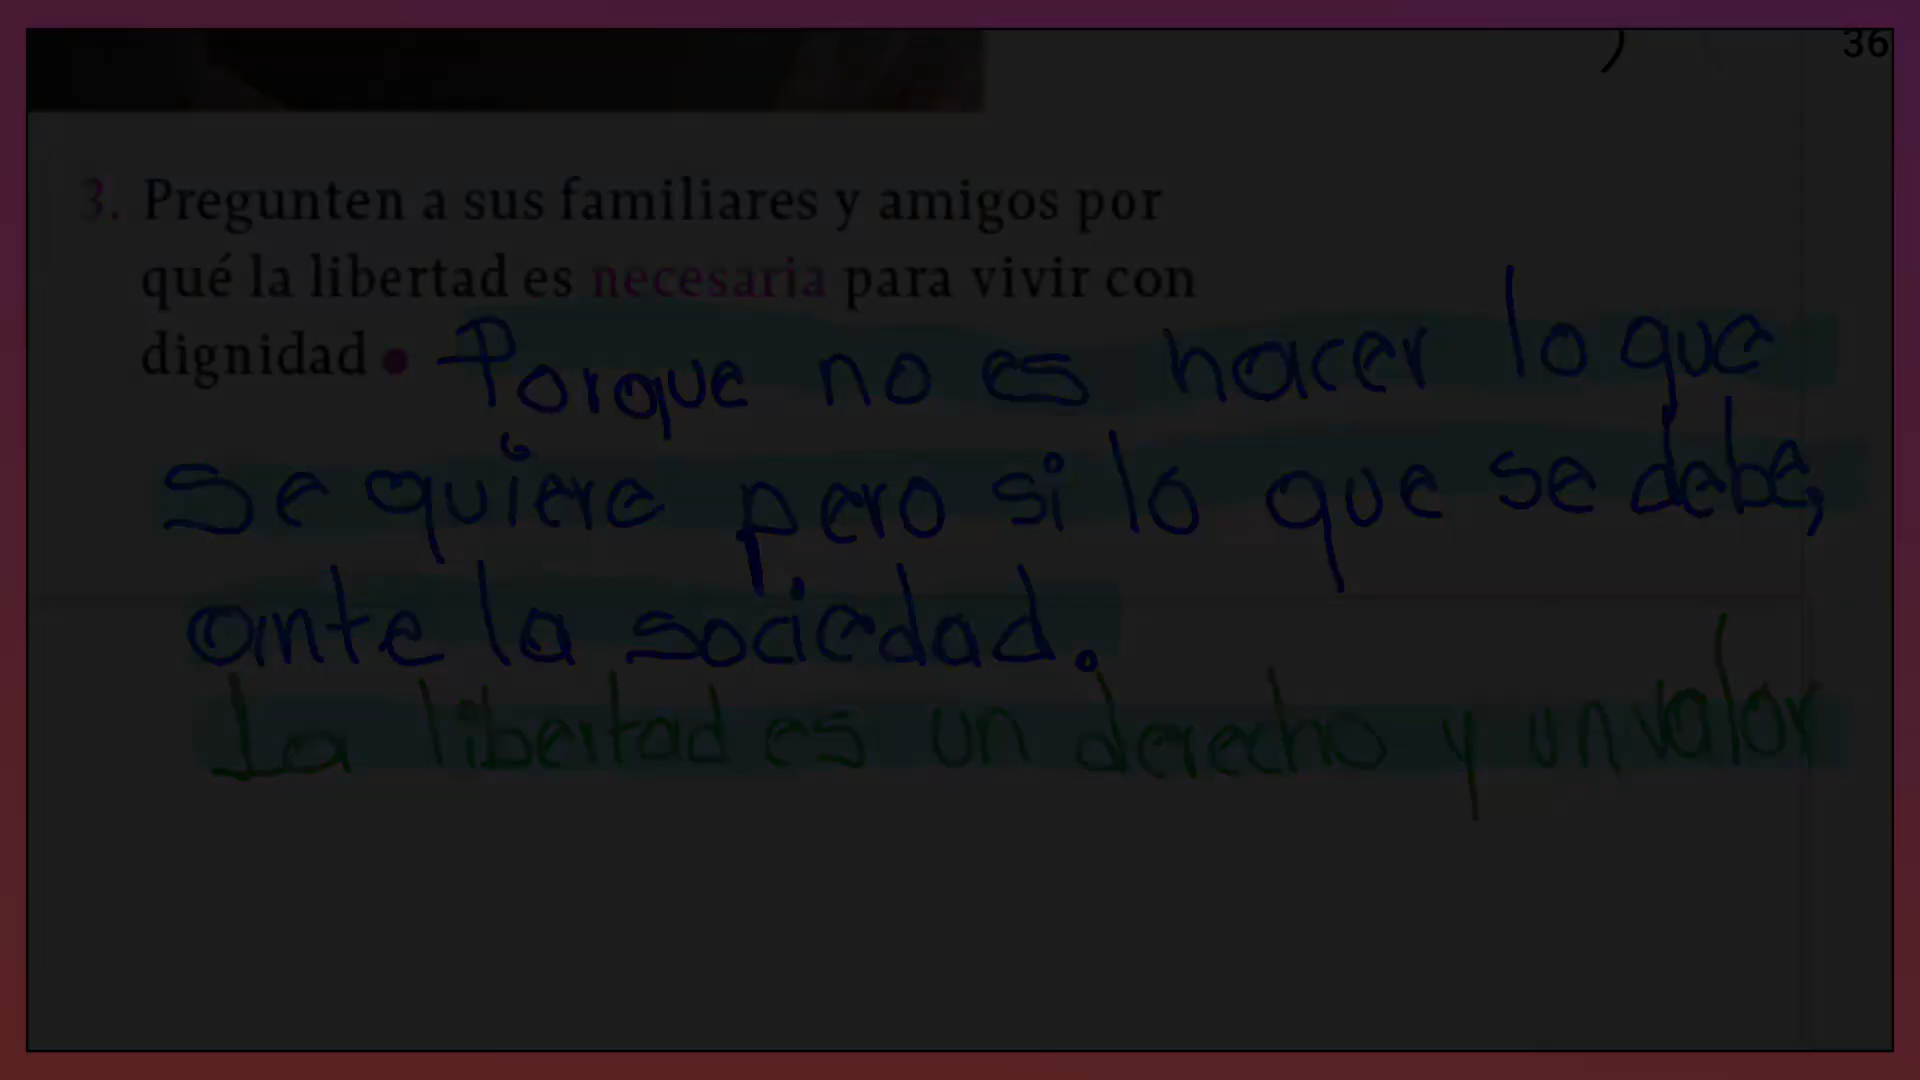 36
3. Pregunten a sus familiares y amigos por
qué la libertad es necesaria para vivir con
dignidad Porque no es hacer lo que
se quiere pero si lo que se debe,
ante la sociedad.
La libertad es un derecho y un valor